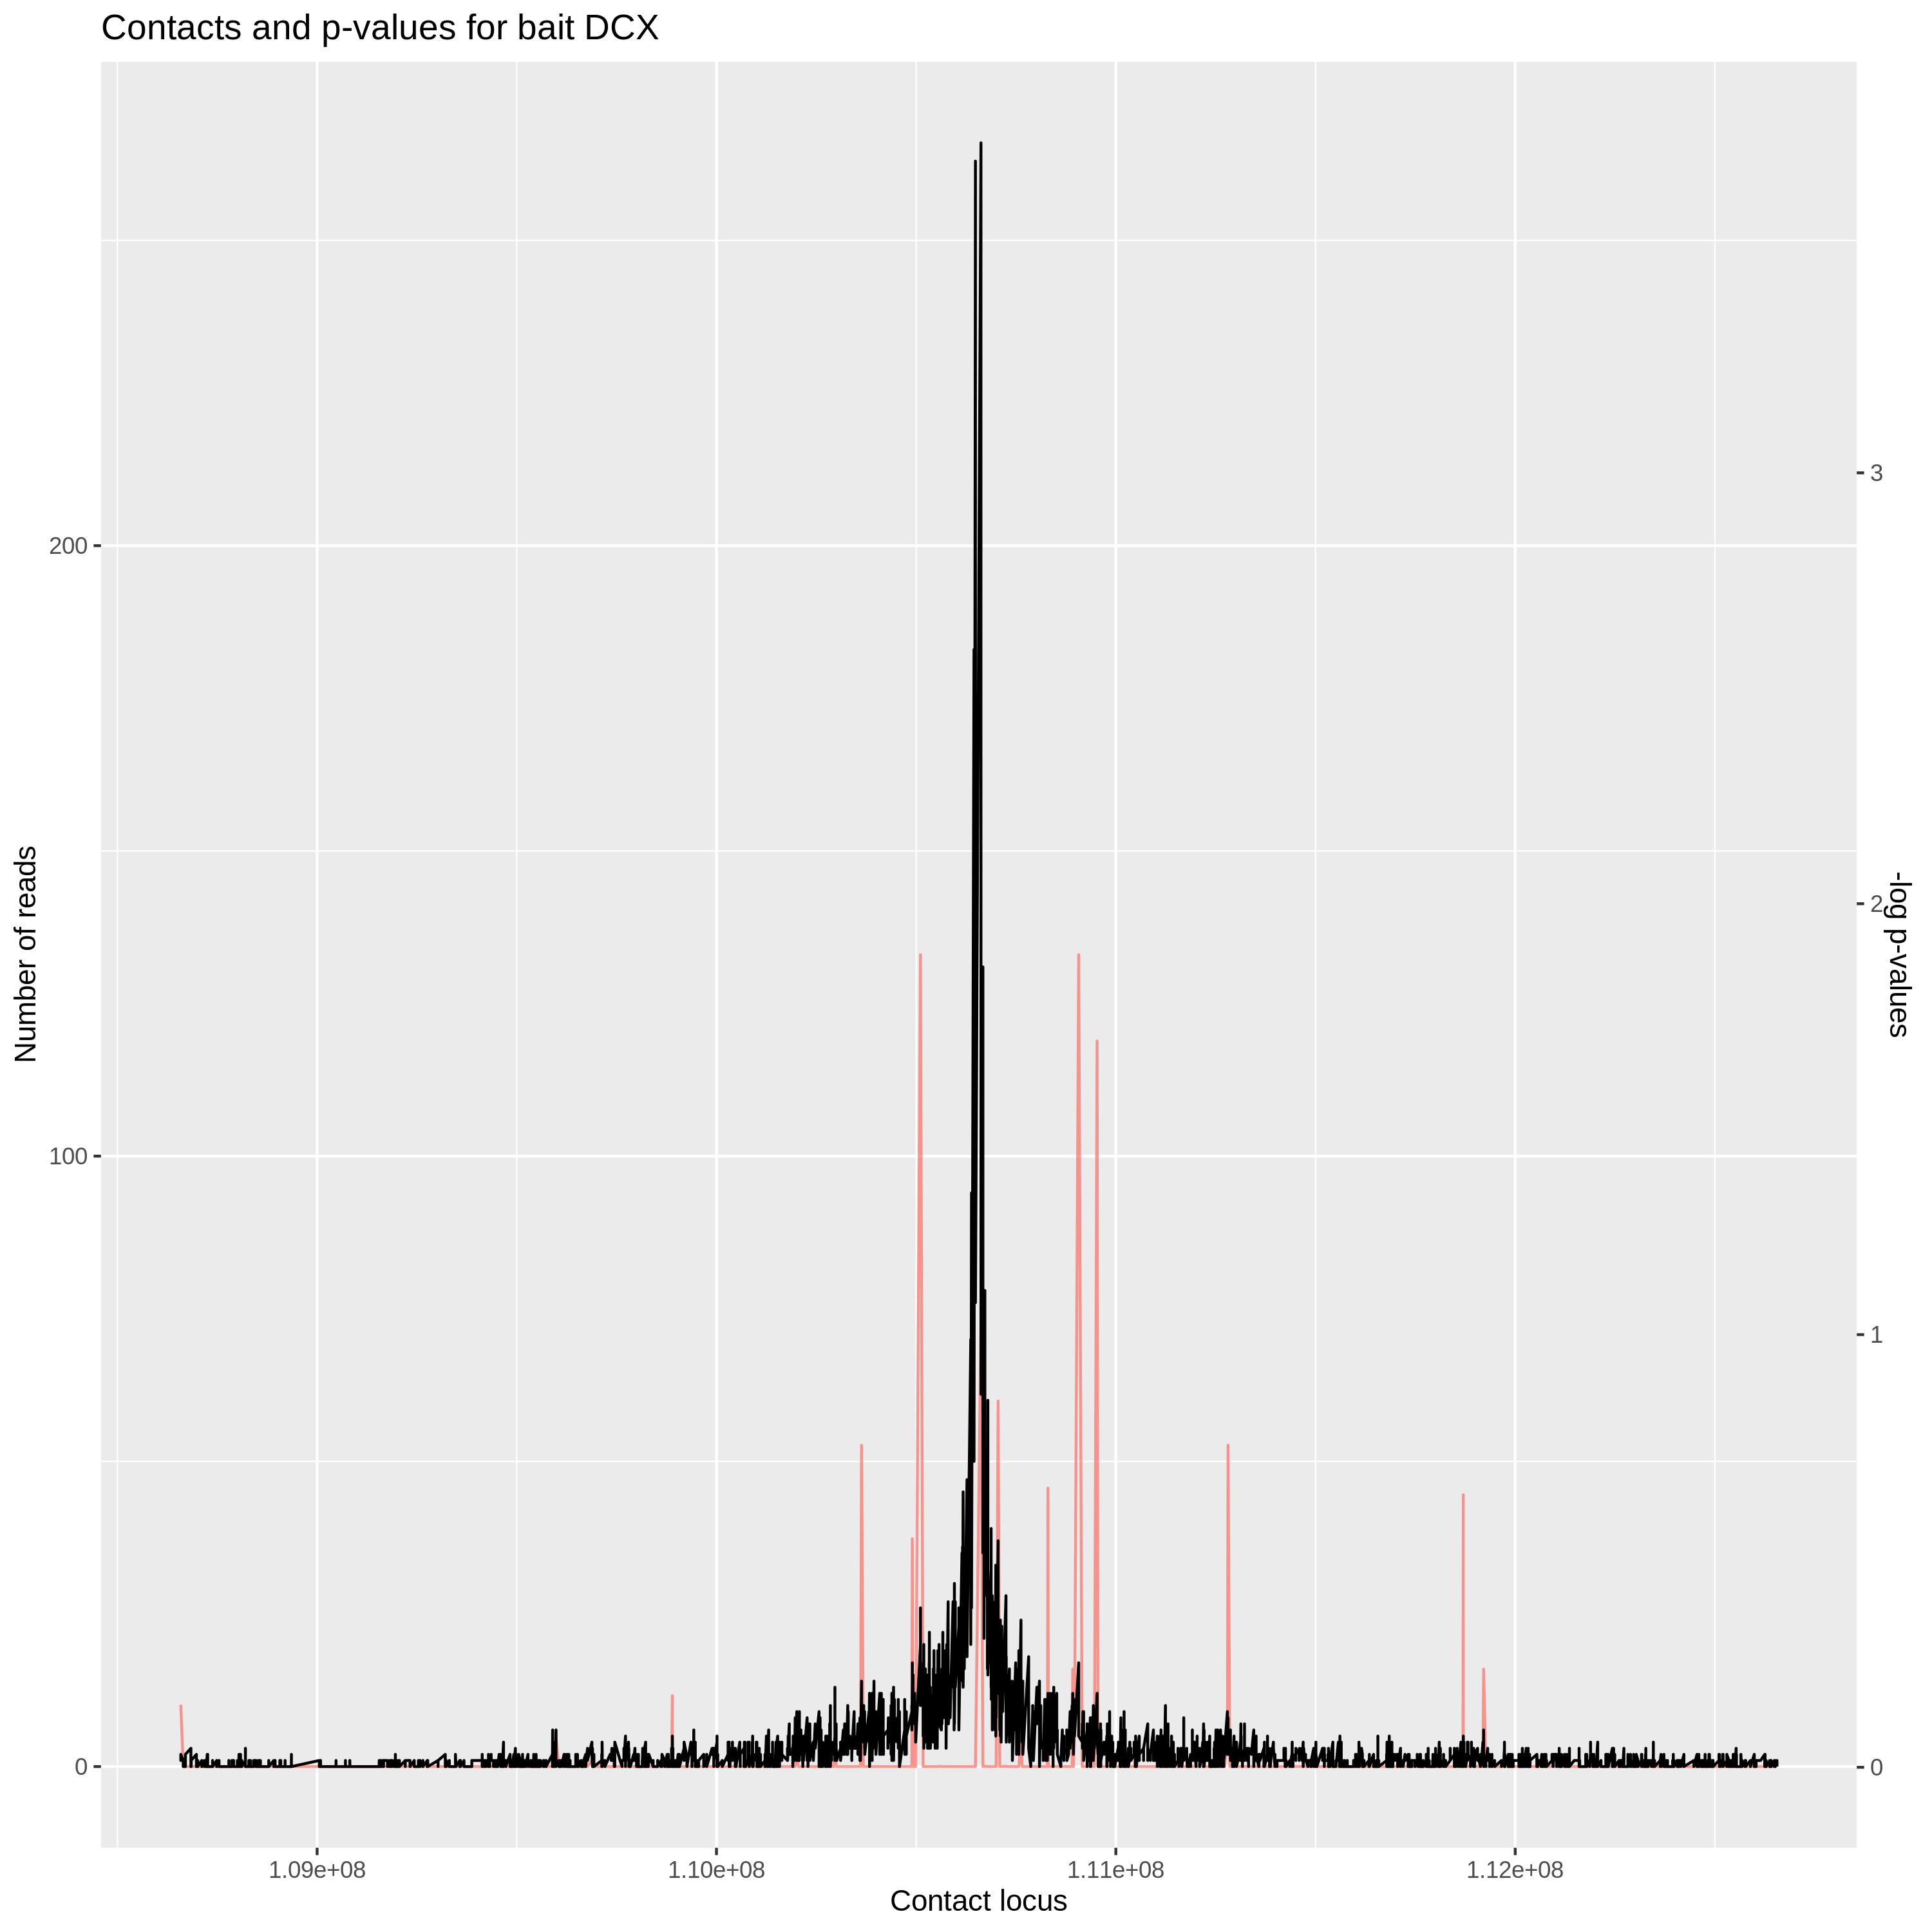 Contacts and p-values for bait DCX
Number of reads
200
100
0
3
2
1
0
-log p-values
1.09e+08 1.10e+08 1.11e+08 1.12e+08
Contact locus